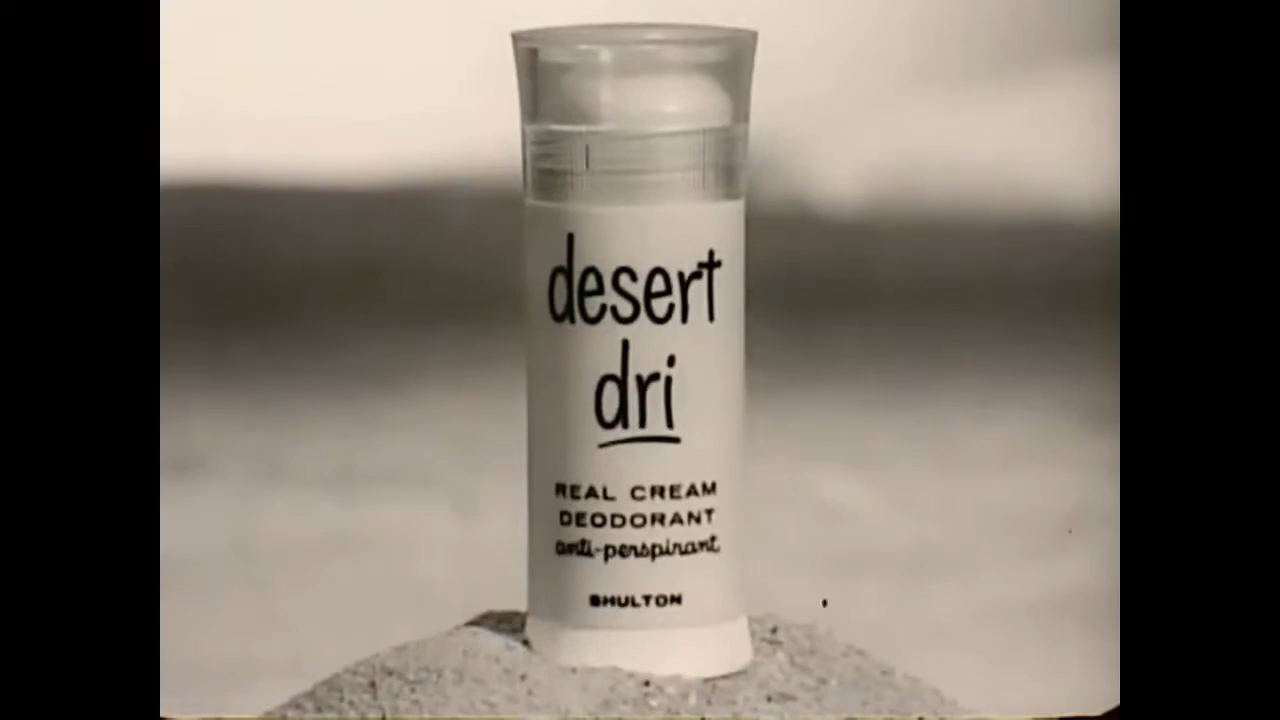 desert
dri
REAL CREAM
DEODORANT
anti-perspirant
SHULTON